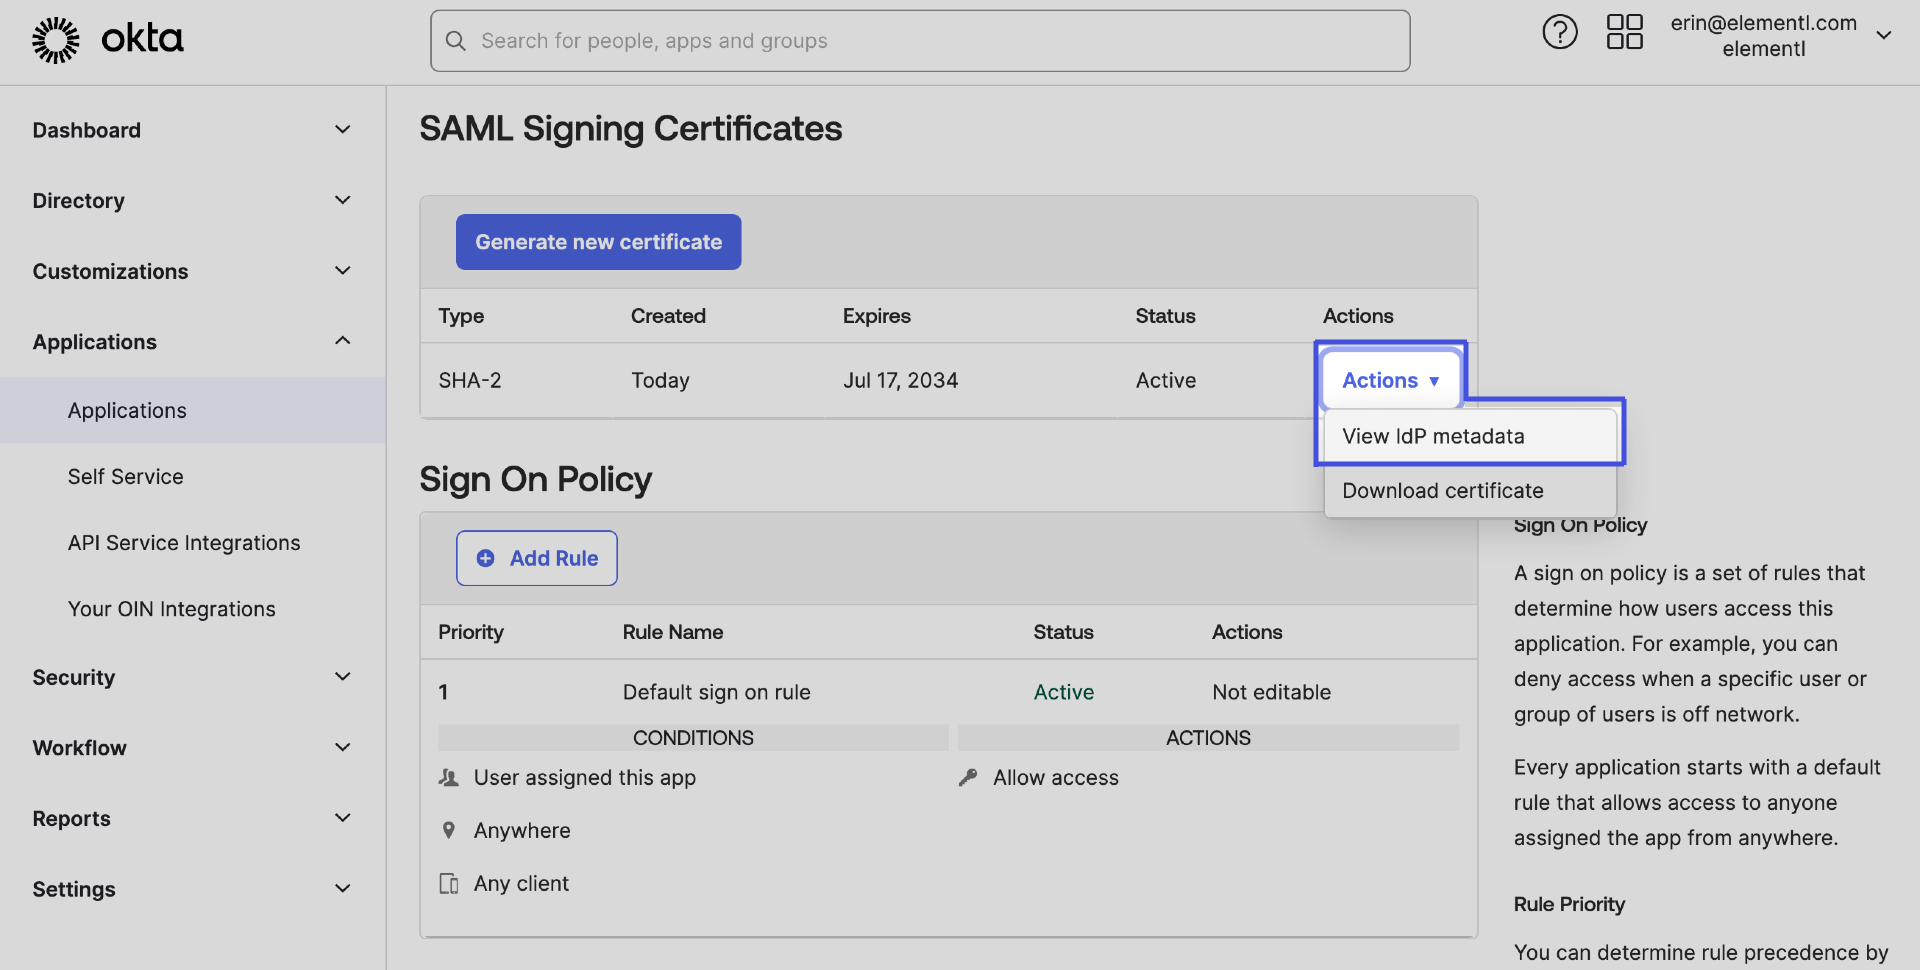 okta
Search for people, apps and groups
erin@elementl.com
elementl
Dashboard
Directory
Customizations
Applications
Applications
Self Service
API Service Integrations
Your OIN Integrations
Security
Workflow
Reports
Settings
SAML Signing Certificates
Generate new certificate
Type Created Expires Status Actions
SHA-2 Today Jul 17, 2034 Active Actions ▼
View IdP metadata
Download certificate
Sign On Policy
Add Rule
Priority Rule Name Status Actions
1 Default sign on rule Active Not editable
CONDITIONS ACTIONS
User assigned this app Allow access
Anywhere
Any client
Sign On Policy
A sign on policy is a set of rules that
determine how users access this
application. For example, you can
deny access when a specific user or
group of users is off network.
Every application starts with a default
rule that allows access to anyone
assigned the app from anywhere.
Rule Priority
You can determine rule precedence by